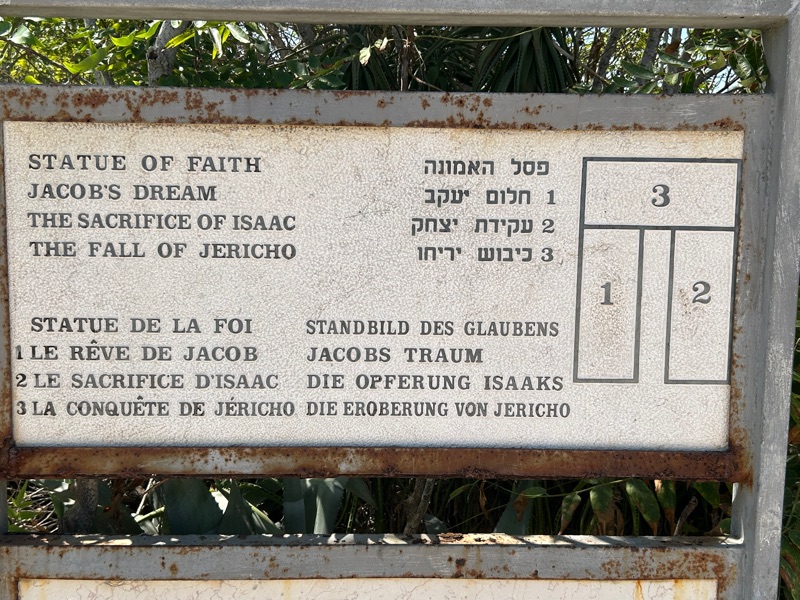 STATUE OF FAITH
JACOB'S DREAM
THE SACRIFICE OF ISAAC
THE FALL OF JERICHO
פסל האמונה
1 חלום יעקב
2 עקידת יצחק
3 כיבוש יריחו
3
1
2
STATUE DE LA FOI
1 LE RÊVE DE JACOB
2 LE SACRIFICE D'ISAAC
3 LA CONQUÊTE DE JÉRICHO
STANDBILD DES GLAUBENS
JACOBS TRAUM
DIE OPFERUNG ISAAKS
DIE EROBERUNG VON JERICHO